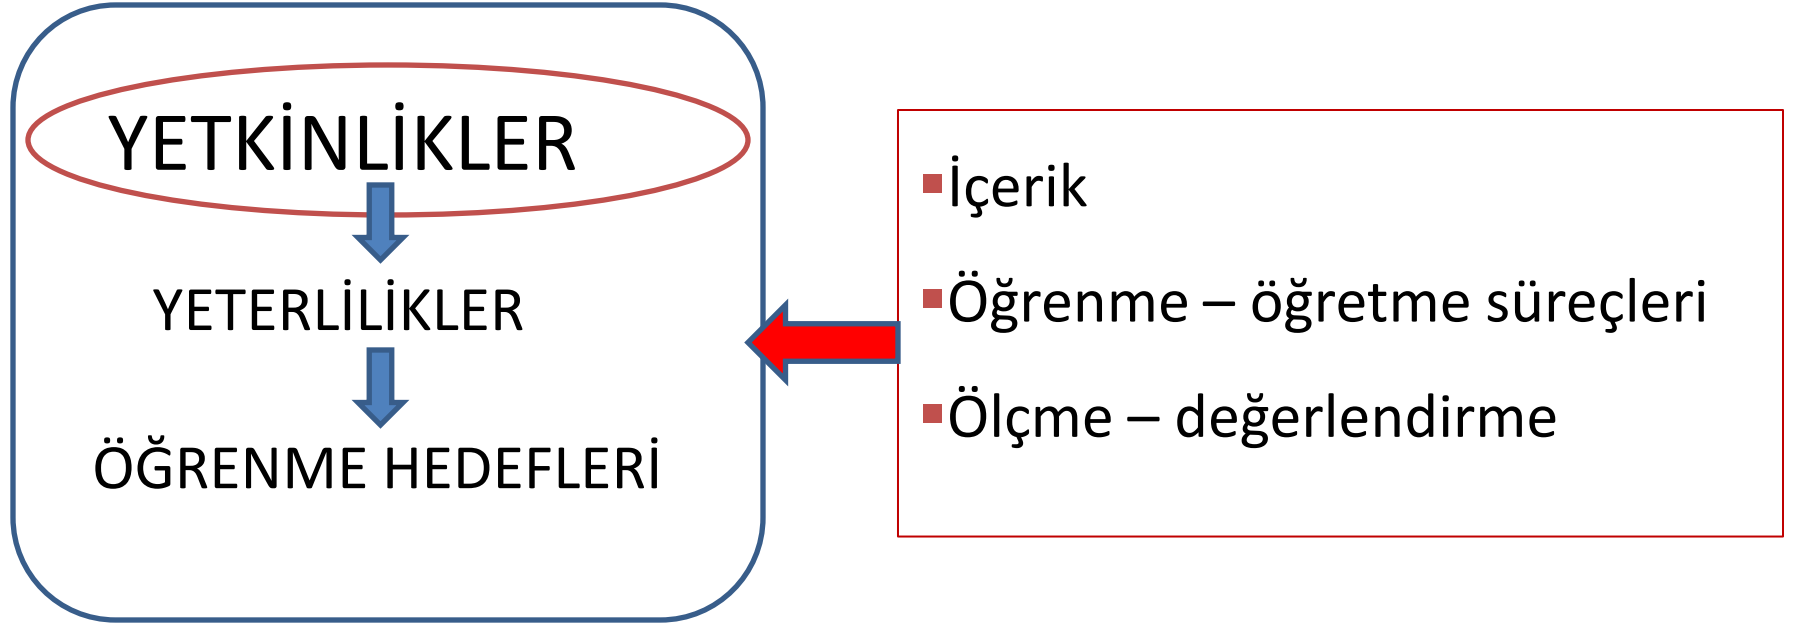 YETKİNLİKLER
YETERLİLİKLER
ÖĞRENME HEDEFLERİ
İçerik
Öğrenme – öğretme süreçleri
Ölçme – değerlendirme